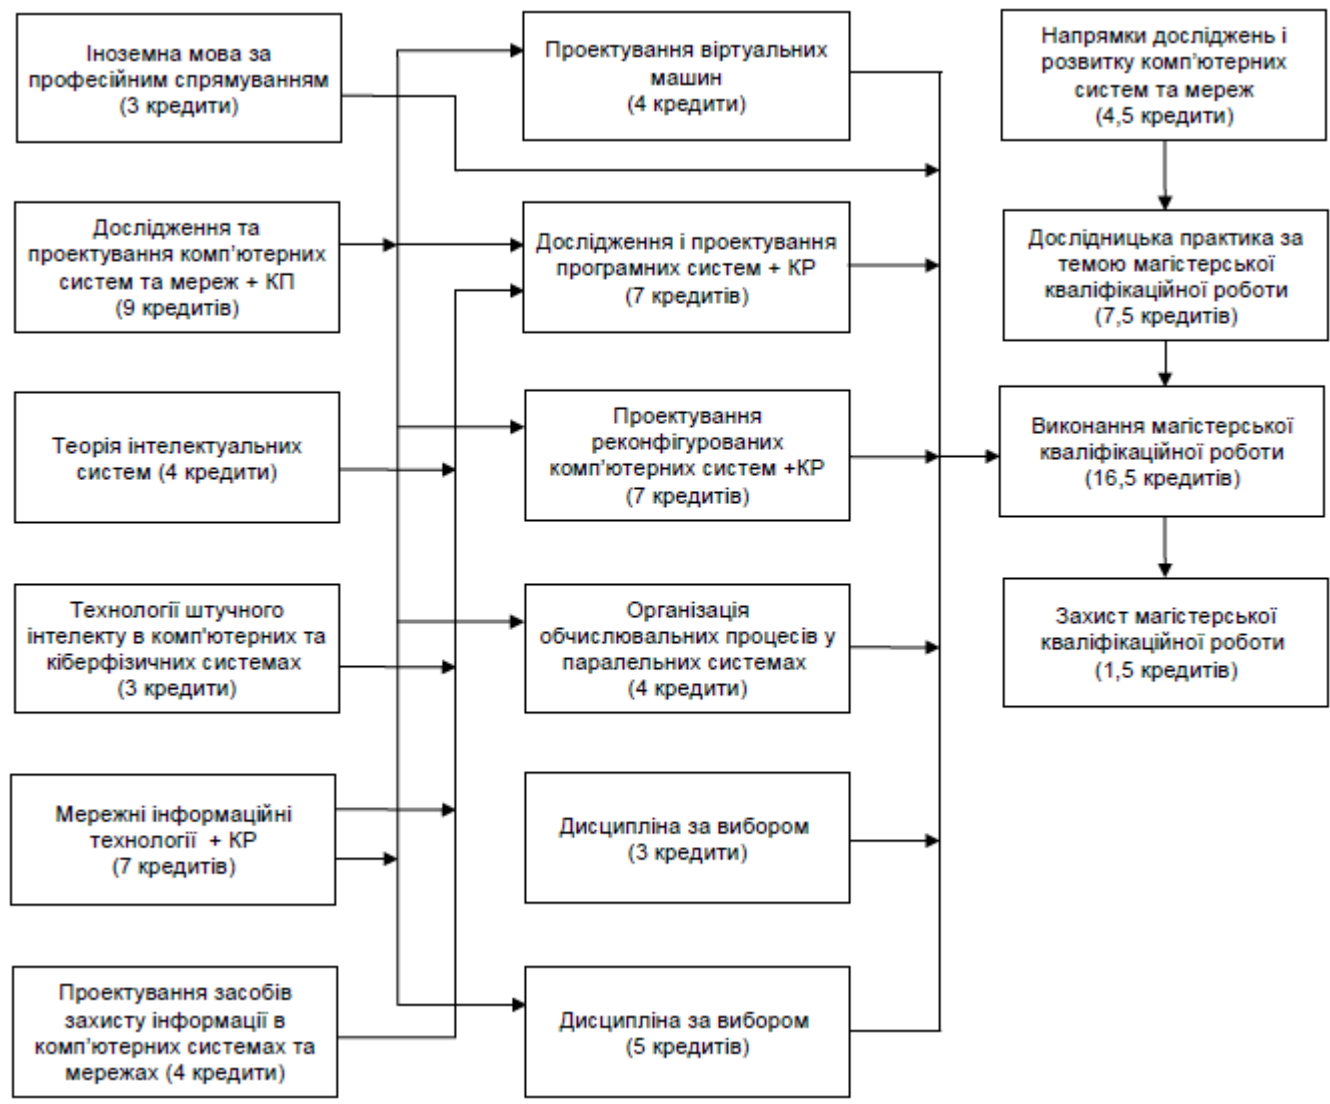 Іноземна мова за
професійним спрямуванням
(3 кредити)
Дослідження та
проектування комп'ютерних
систем та мереж + КП
(9 кредитів)
Теорія інтелектуальних
систем (4 кредити)
Технології штучного
інтелекту в комп'ютерних та
кіберфізичних системах
(3 кредити)
Мережні інформаційні
технології + КР
(7 кредитів)
Проектування засобів
захисту інформації в
комп'ютерних системах та
мережах (4 кредити)
Проектування віртуальних
машин
(4 кредити)
Дослідження і проектування
програмних систем + КР
(7 кредитів)
Проектування
реконфігурованих
комп'ютерних систем +КР
(7 кредитів)
Організація
обчислювальних процесів у
паралельних системах
(4 кредити)
Дисципліна за вибором
(3 кредити)
Дисципліна за вибором
(5 кредитів)
Напрямки досліджень і
розвитку комп'ютерних
систем та мереж
(4,5 кредити)
Дослідницька практика за
темою магістерської
кваліфікаційної роботи
(7,5 кредитів)
Виконання магістерської
кваліфікаційної роботи
(16,5 кредитів)
Захист магістерської
кваліфікаційної роботи
(1,5 кредитів)